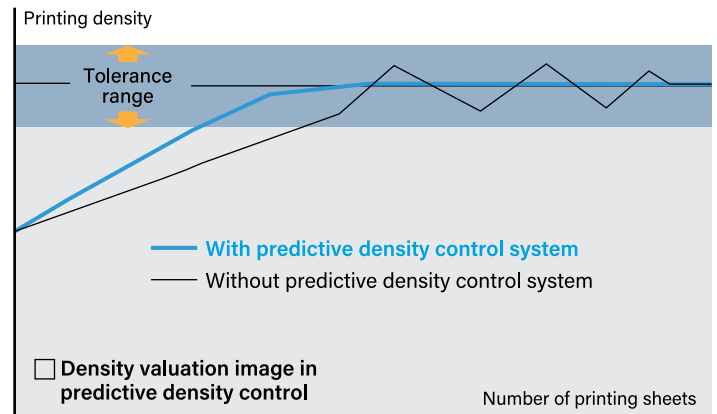 Printing density
Tolerance
range
With predictive density control system
Without predictive density control system
Density valuation image in
predictive density control
Number of printing sheets